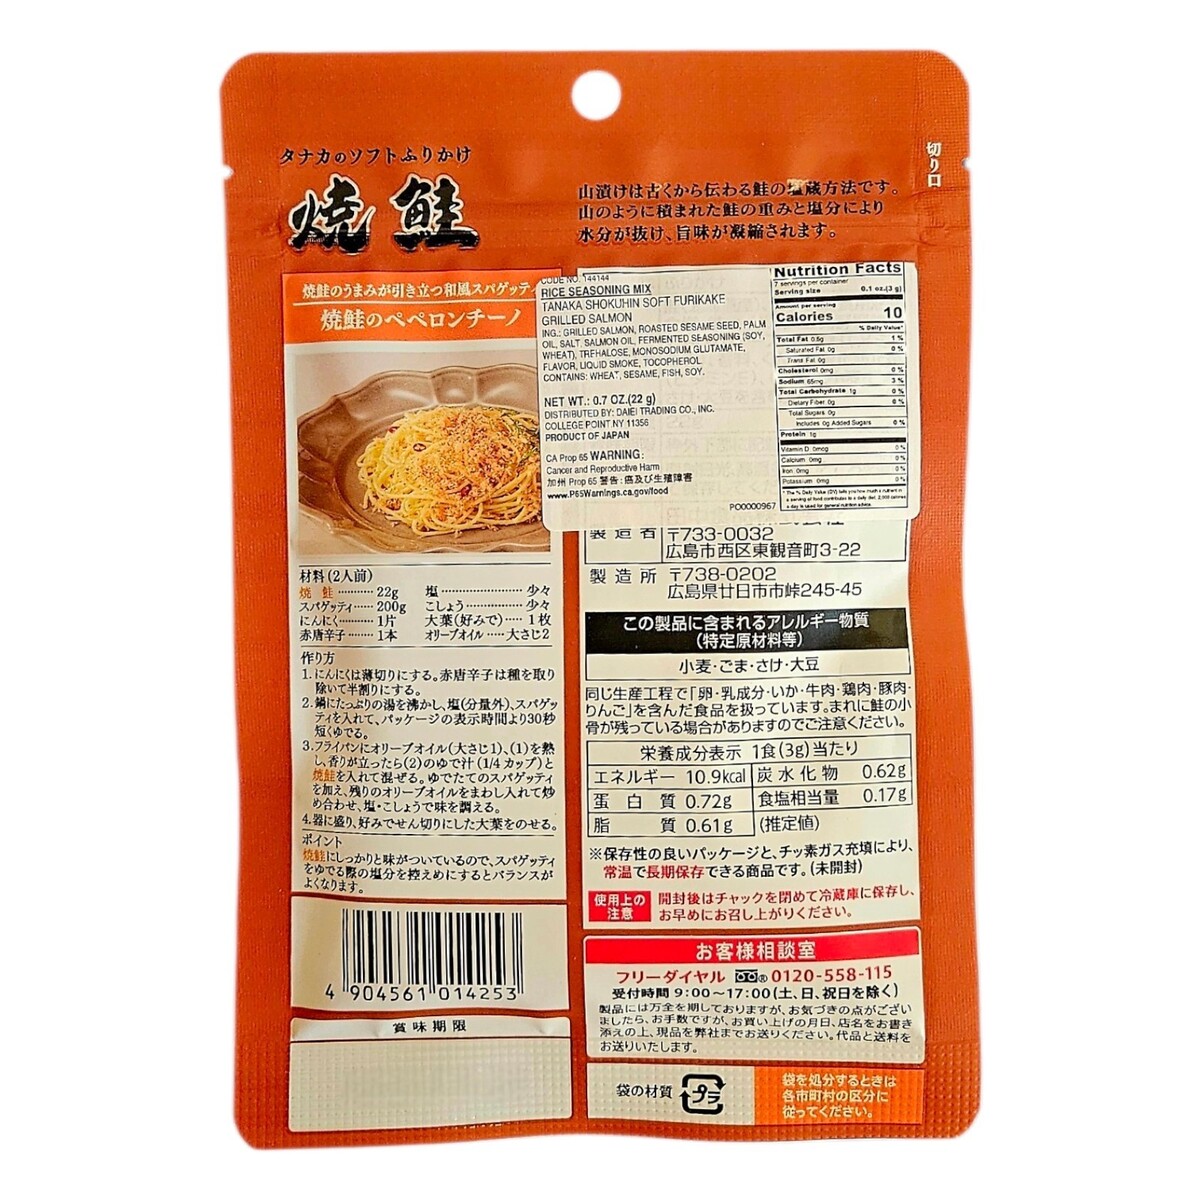 タナカのソフトふりかけ
焼鮭
切り口
山漬けは古くから伝わる鮭の塩蔵方法です。
山のように積まれた鮭の重みと塩分により
水分が抜け、旨味が凝縮されます。
焼鮭のうまみが引き立つ和風スパゲッティ
焼鮭のペペロンチーノ
材料(2人前)
焼鮭………… 22g 塩…………………… 少々
スパゲッティ…… 200g こしょう……………… 少々
にんにく……… 1片 大葉(好みで)…… 1枚
赤唐辛子……… 1本 オリーブオイル …… 大さじ2
作り方
1.にんにくは薄切りにする。赤唐辛子は種を取り
除いて半割りにする。
2.鍋にたっぷりの湯を沸かし、塩(分量外)、スパゲッ
ティを入れて、パッケージの表示時間より30秒
短くゆでる。
3.フライパンにオリーブオイル(大さじ1)、(1)を熱
し、香りが立ったら(2)のゆで汁(1/4カップ)と
焼鮭を入れて混ぜる。ゆでたてのスパゲッティ
を加え、残りのオリーブオイルをまわし入れて炒
め合わせ、塩・こしょうで味を調える。
4.器に盛り、好みでせん切りにした大葉をのせる。
ポイント
焼鮭にしっかりと味がついているので、スパゲッティ
をゆでる際の塩分を控えめにするとバランスが
よくなります。
4 904561 014253
賞味期限
CODE NO. 144144
RICE SEASONING MIX
TANAKA SHOKUHIN SOFT FURIKAKE
GRILLED SALMON
ING.: GRILLED SALMON, ROASTED SESAME SEED, PALM
OIL, SALT, SALMON OIL, FERMENTED SEASONING (SOY,
WHEAT), TREHALOSE, MONOSODIUM GLUTAMATE,
FLAVOR, LIQUID SMOKE, TOCOPHEROL.
CONTAINS: WHEAT, SESAME, FISH, SOY.
NET WT.: 0.7 OZ.(22 g)
DISTRIBUTED BY: DAIEI TRADING CO., INC.
COLLEGE POINT NY 11356
PRODUCT OF JAPAN
CA Prop 65 WARNING:
Cancer and Reproductive Harm
加州 Prop 65 警告: 癌及び生殖障害
www.P65Warnings.ca.gov/food
PO0000967
Nutrition Facts
7 servings per container
Serving size 0.1 oz.(3 g)
Amount per serving
Calories 10
% Daily Value*
Total Fat 0.5g 1%
Saturated Fat 0g 0%
Trans Fat 0g
Cholesterol 0mg 0%
Sodium 65mg 3%
Total Carbohydrate 1g 0%
Dietary Fiber 0g 0%
Total Sugars 0g
Includes 0g Added Sugars 0%
Protein 1g
Vitamin D 0mcg 0%
Calcium 0mg 0%
Iron 0mg 0%
Potassium 0mg 0%
* The % Daily Value (DV) tells you how much a nutrient in
a serving of food contributes to a daily diet. 2,000 calories
a day is used for general nutrition advice.
製造者 〒733-0032
広島市西区東観音町3-22
製造所 〒738-0202
広島県廿日市市峠245-45
この製品に含まれるアレルギー物質
(特定原材料等)
小麦・ごま・さけ・大豆
同じ生産工程で「卵・乳成分・いか・牛肉・鶏肉・豚肉・
りんご」を含んだ食品を扱っています。まれに鮭の小
骨が残っている場合がありますのでご注意ください。
栄養成分表示 1食(3g)当たり
エネルギー 10.9kcal 炭水化物 0.62g
蛋白質 0.72g 食塩相当量 0.17g
脂質 0.61g (推定値)
※保存性の良いパッケージと、チッ素ガス充填により、
常温で長期保存できる商品です。(未開封)
使用上の注意 開封後はチャックを閉めて冷蔵庫に保存し、
お早めにお召し上がりください。
お客様相談室
フリーダイヤル 0120-558-115
受付時間 9:00〜17:00(土、日、祝日を除く)
製品には万全を期しておりますが、お気づきの点がござい
ましたら、お手数ですが、お買い上げの月日、店名をお書き
添えの上、現品を弊社までお送りください。代品と送料を
お送りいたします。
袋の材質 プラ
袋を処分するときは
各市町村の区分に
従ってください。